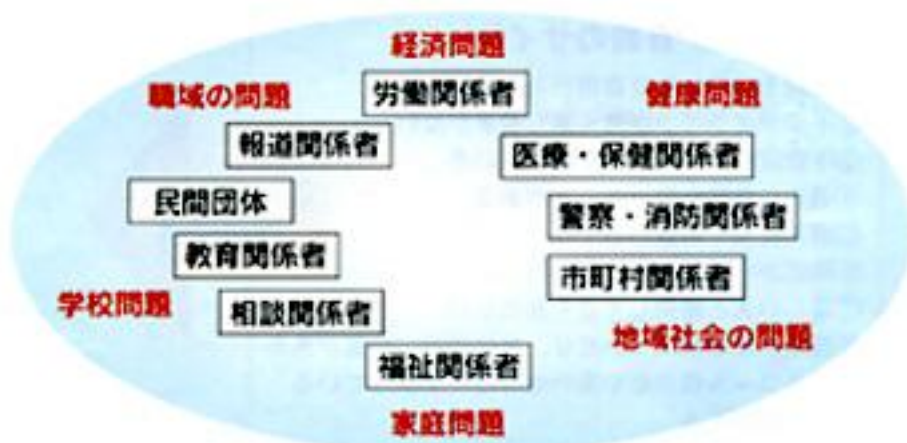 経済問題
職域の問題
労働関係者
健康問題
報道関係者
医療・保健関係者
民間団体
警察・消防関係者
教育関係者
市町村関係者
学校問題
相談関係者
地域社会の問題
福祉関係者
家庭問題